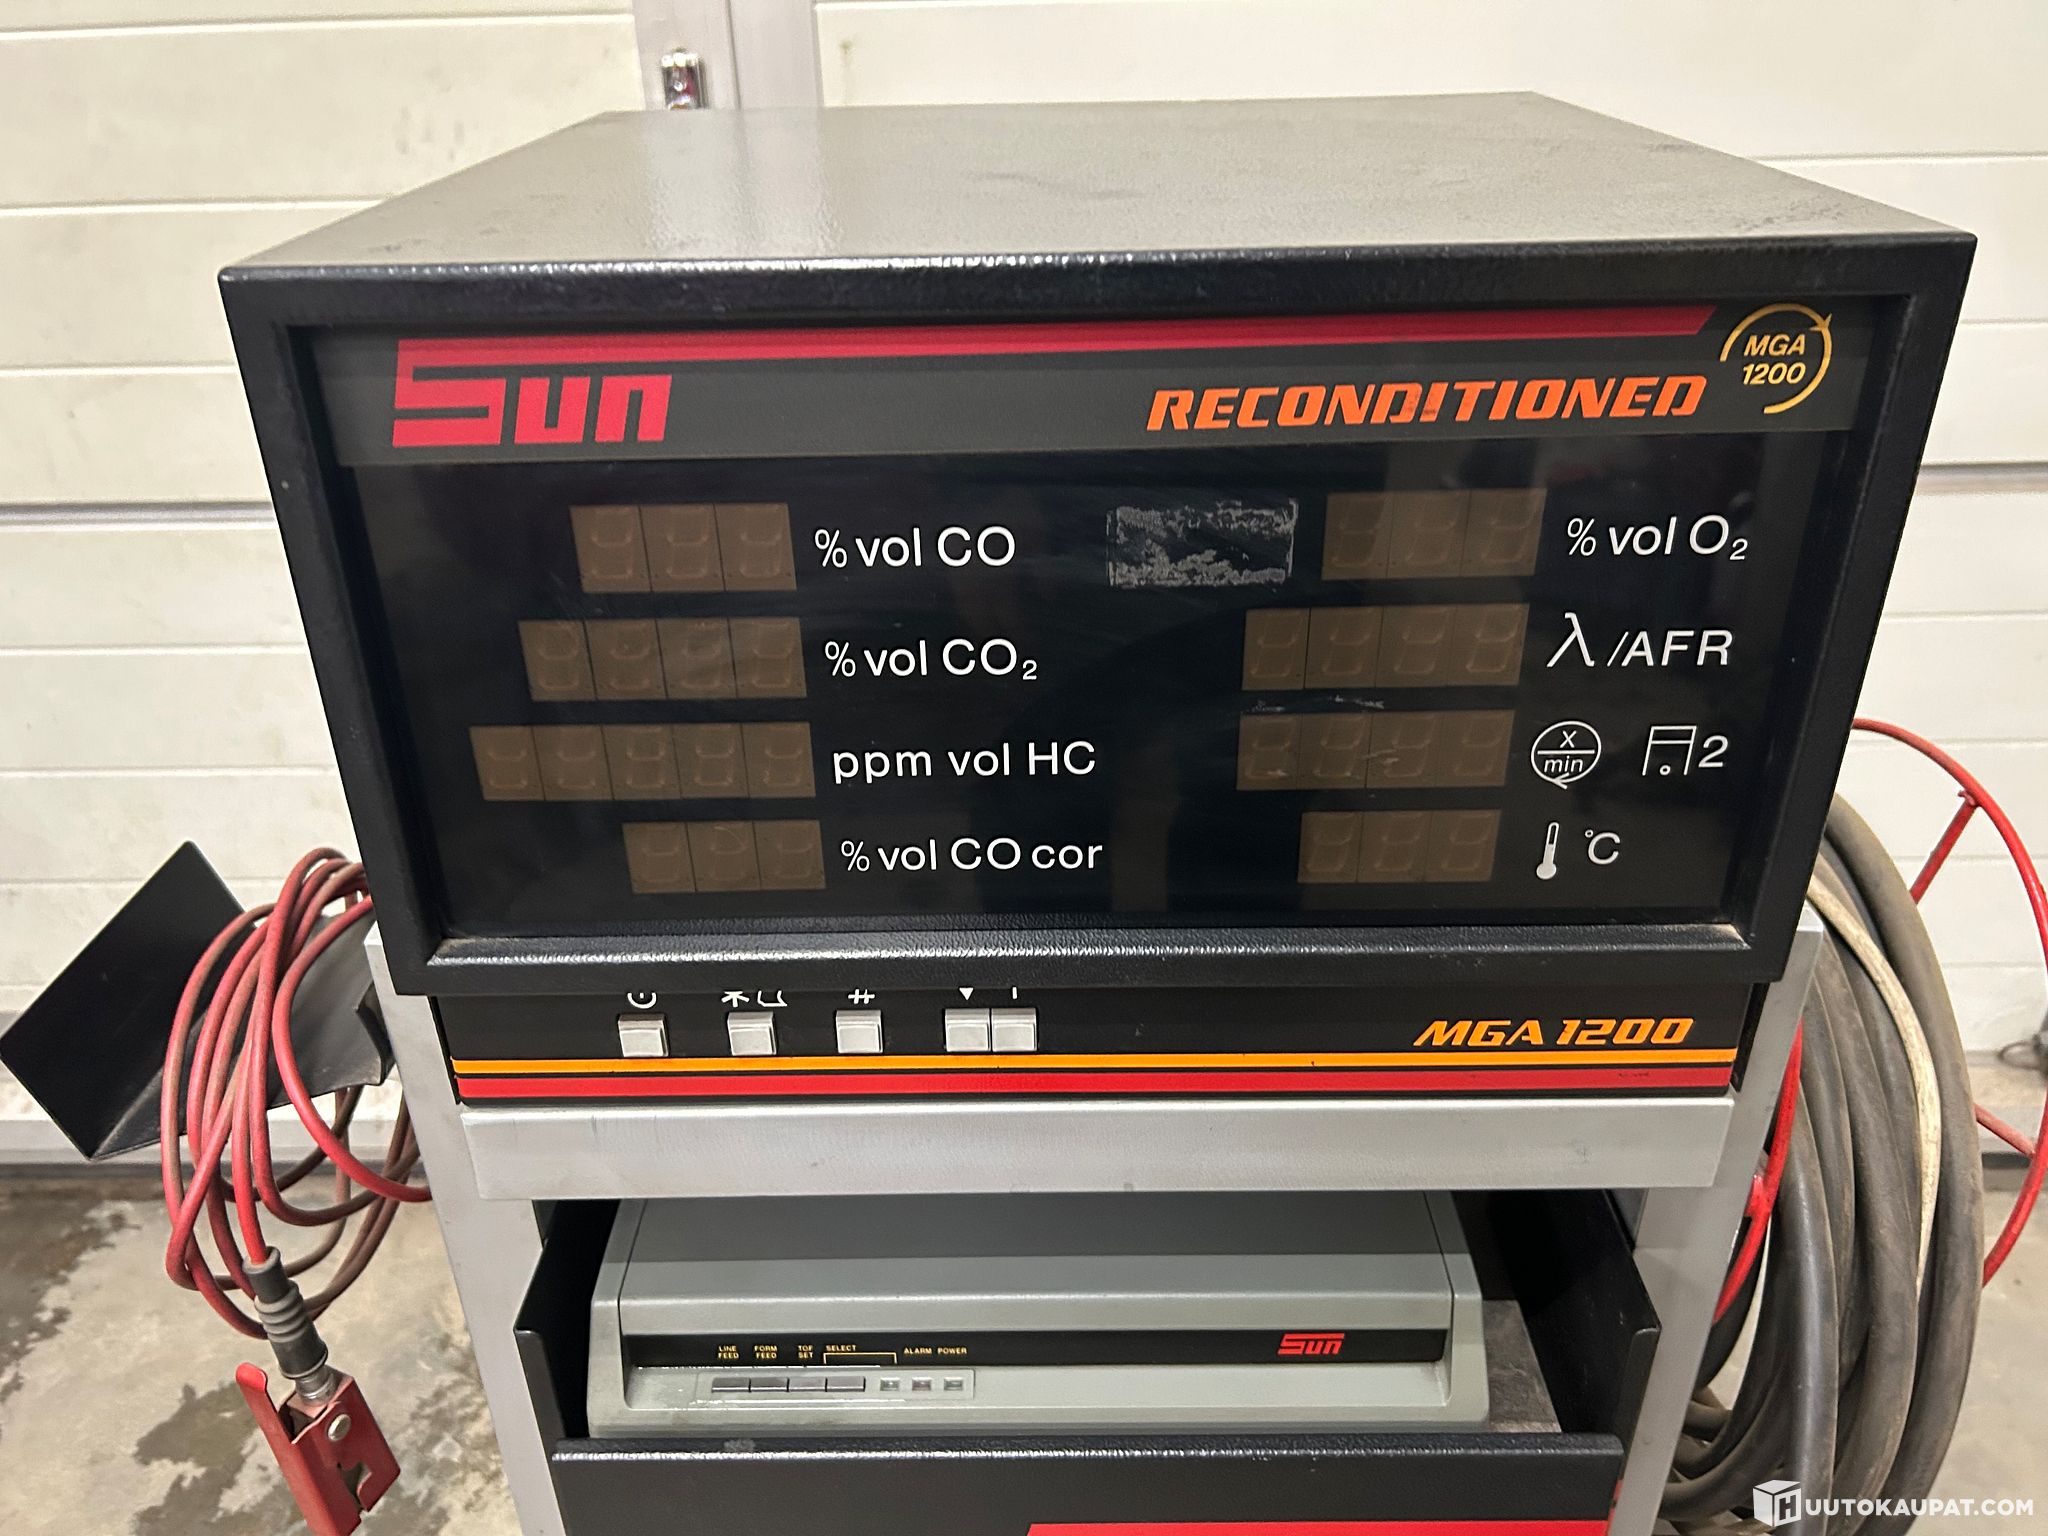 Sun
RECONDITIONED
MGA
1200
% vol CO
% vol O₂
% vol CO₂
λ/AFR
ppm vol HC
x
min
2
% vol CO cor
°C
#
MGA 1200
LINE FEED
FORM FEED
TOF SET
SELECT
ALARM
POWER
Sun
HUUTOKAUPAT.COM